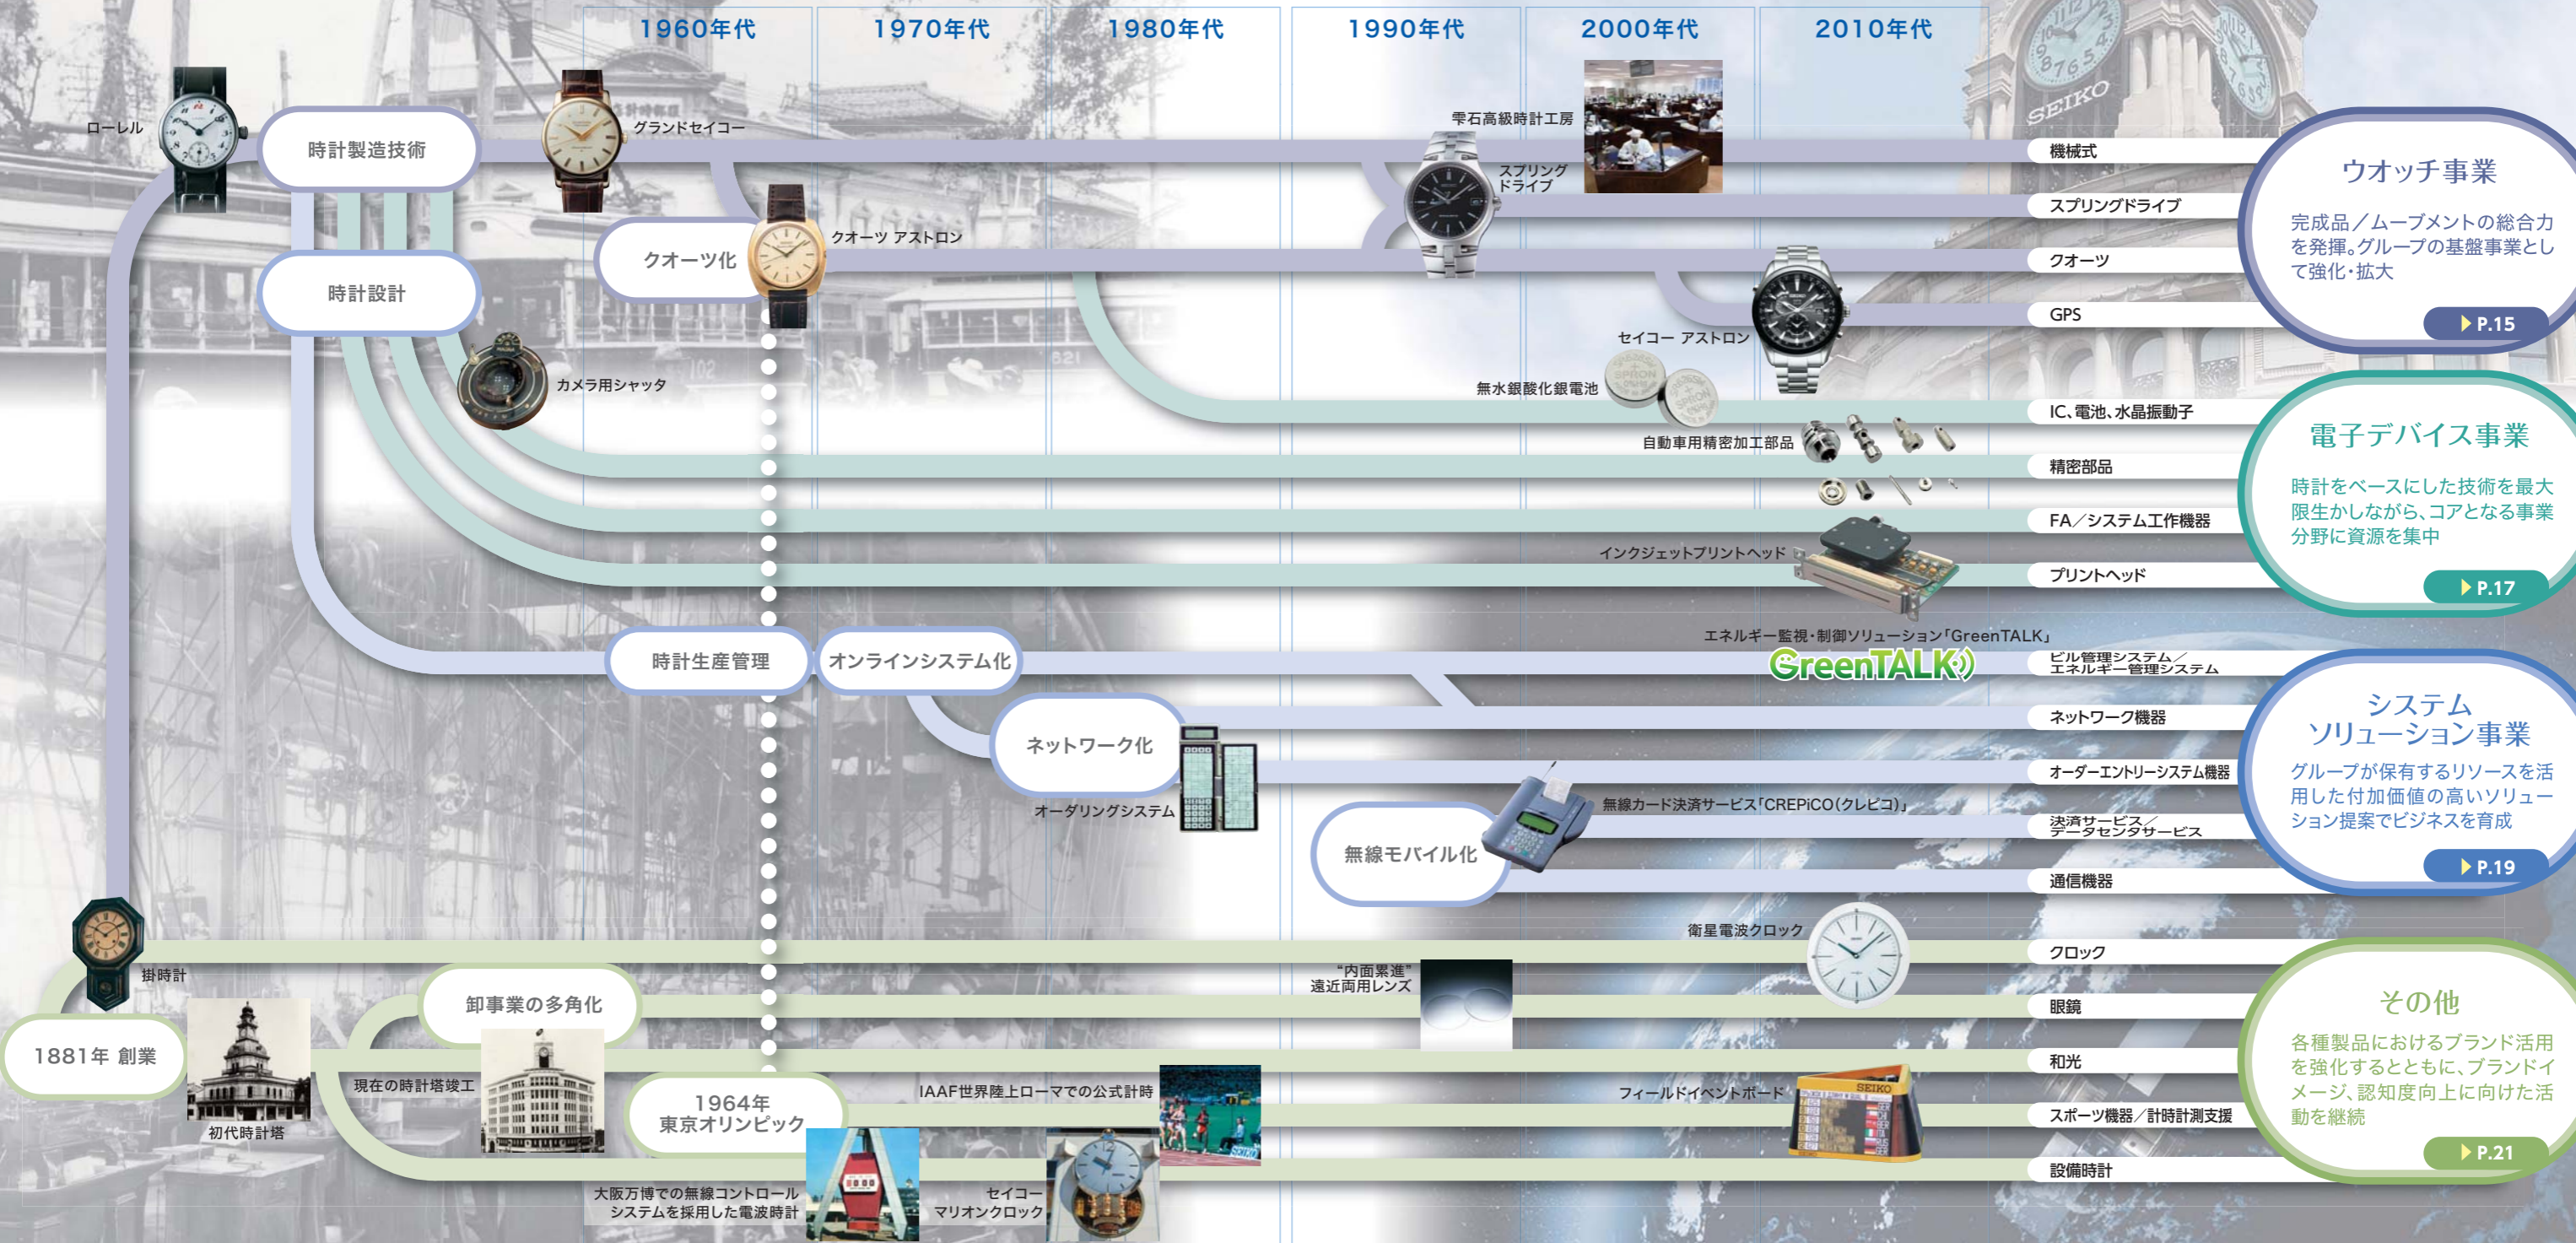 1960年代
1970年代
1980年代
1990年代
2000年代
2010年代
ローレル
時計製造技術
グランドセイコー
雫石高級時計工房
スプリング
ドライブ
SEIKO
機械式
スプリングドライブ
クオーツ
GPS
ウオッチ事業
完成品／ムーブメントの総合力
を発揮。グループの基盤事業とし
て強化・拡大
P.15
クオーツ化
クオーツ アストロン
時計設計
カメラ用シャッタ
セイコー アストロン
無水銀酸化銀電池
SPRON
SPRON
自動車用精密加工部品
インクジェットプリントヘッド
IC、電池、水晶振動子
精密部品
FA／システム工作機器
プリントヘッド
電子デバイス事業
時計をベースにした技術を最大
限生かしながら、コアとなる事業
分野に資源を集中
P.17
102
621
時計生産管理
オンラインシステム化
エネルギー監視・制御ソリューション「GreenTALK」
GreenTALK
ネットワーク化
オーダリングシステム
無線モバイル化
無線カード決済サービス「CREPiCO（クレピコ）」
ビル管理システム／
エネルギー管理システム
ネットワーク機器
オーダーエントリーシステム機器
決済サービス／
データセンタサービス
通信機器
システム
ソリューション事業
グループが保有するリソースを活
用した付加価値の高いソリュー
ション提案でビジネスを育成
P.19
掛時計
1881年 創業
初代時計塔
卸事業の多角化
現在の時計塔竣工
1964年
東京オリンピック
大阪万博での無線コントロール
システムを採用した電波時計
セイコー
マリオンクロック
IAAF世界陸上ローマでの公式計時
SEIKO
“内面累進”
遠近両用レンズ
衛星電波クロック
フィールドイベントボード
SEIKO
クロック
眼鏡
和光
スポーツ機器／計時計測支援
設備時計
その他
各種製品におけるブランド活用
を強化するとともに、ブランドイ
メージ、認知度向上に向けた活
動を継続
P.21